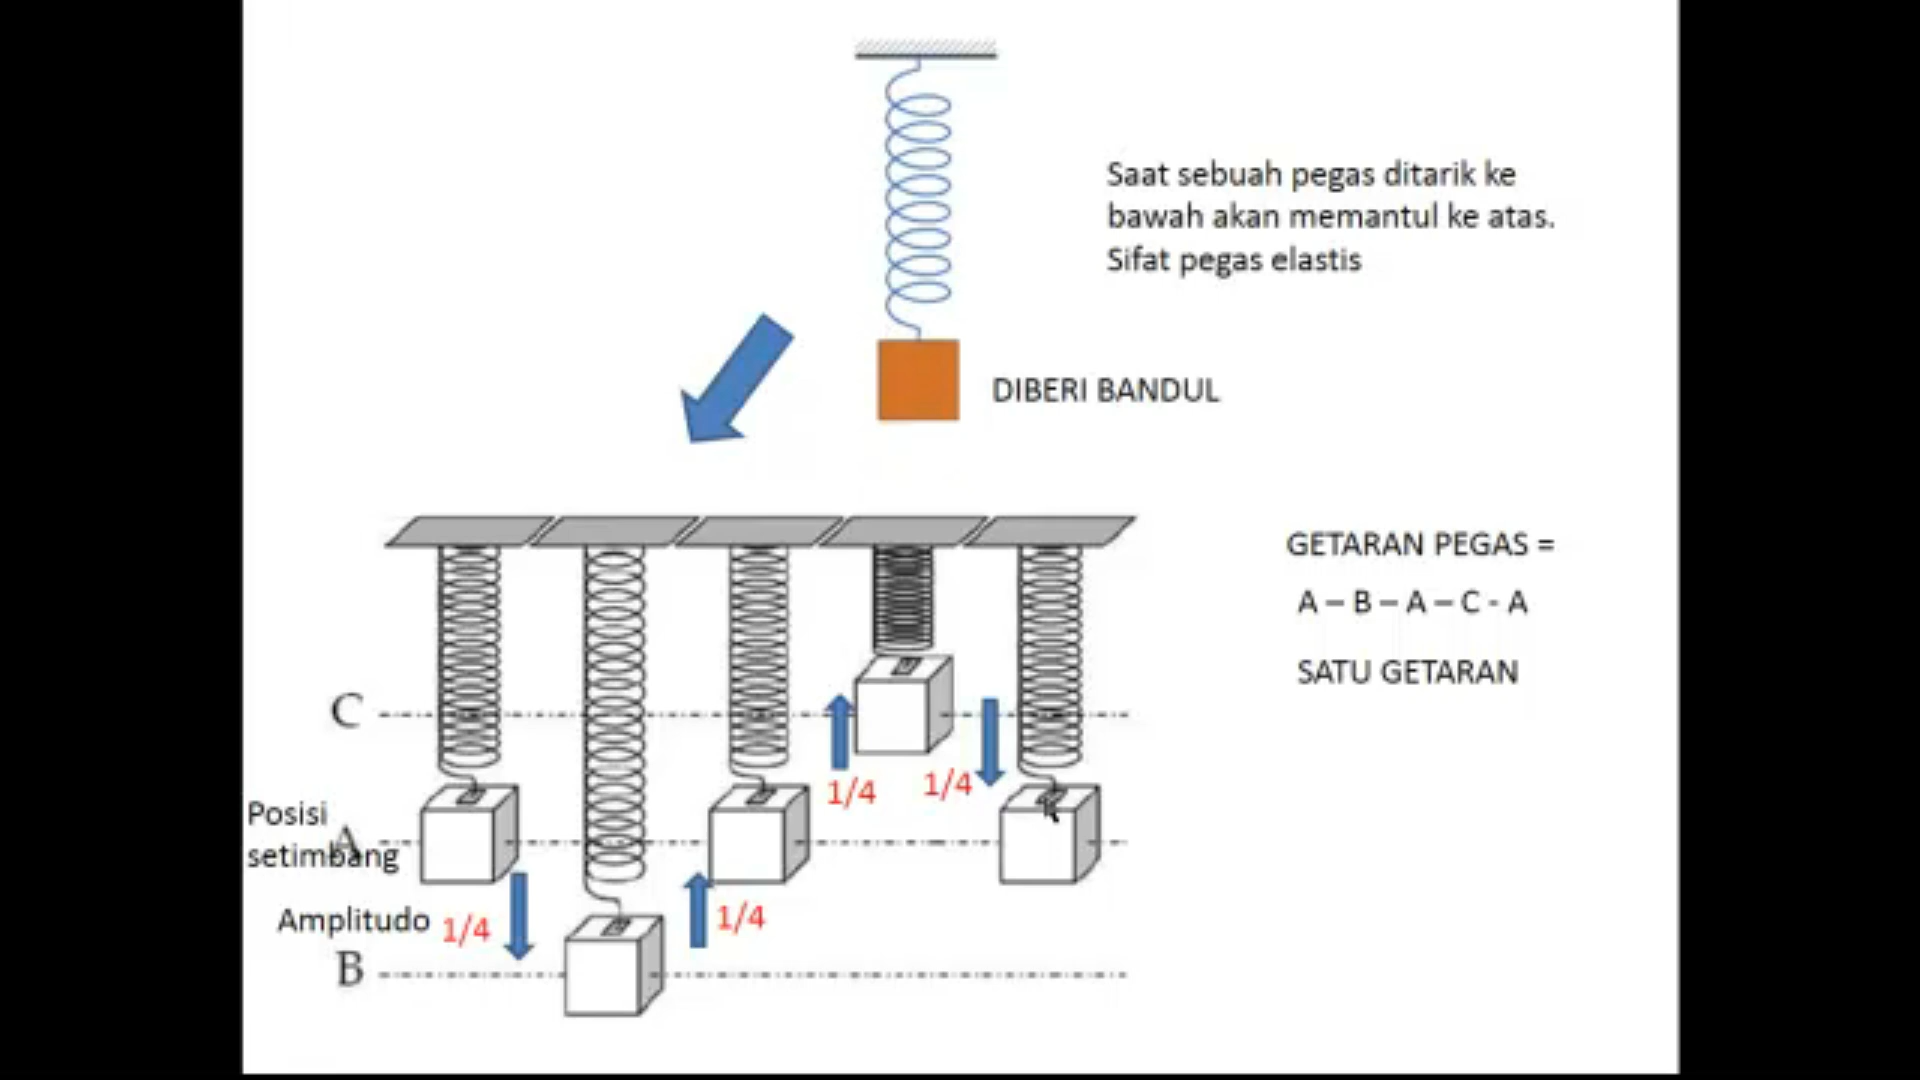 Saat sebuah pegas ditarik ke
bawah akan memantul ke atas.
Sifat pegas elastis
DIBERI BANDUL
GETARAN PEGAS =
A – B – A – C - A
SATU GETARAN
C
1/4
1/4
Posisi
A
setimbang
Amplitudo
1/4
1/4
B